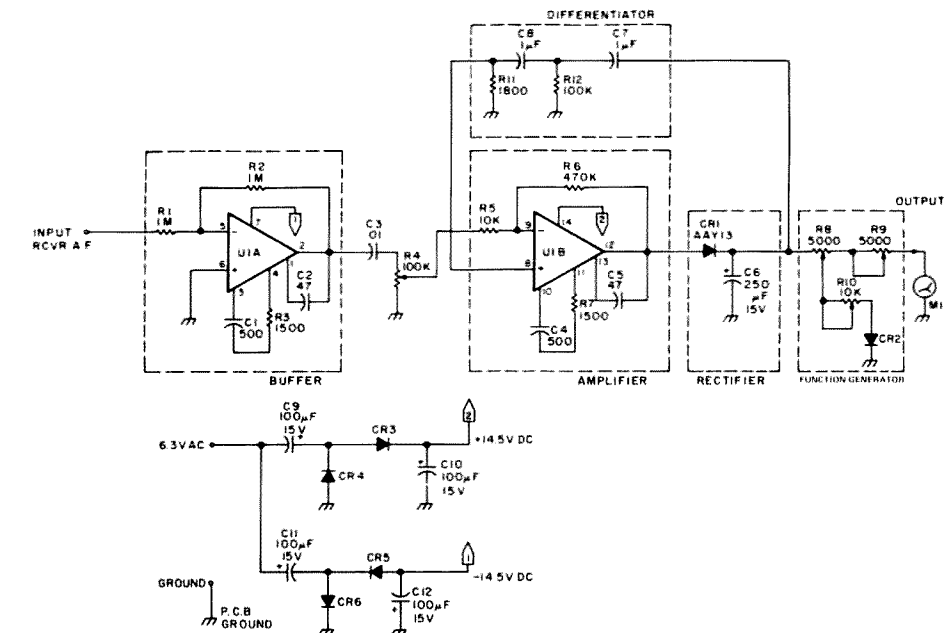 DIFFERENTIATOR
C8
1µF
C7
1µF
R11
1800
R12
100K
R2
1M
R1
1M
INPUT
RCVR AF
5
6
7
1
U1A
2
1
4
3
C1
500
R3
1500
C2
47
BUFFER
C3
.01
R4
100K
R5
10K
R6
470K
9
8
14
2
U1B
12
13
11
10
C4
500
R7
1500
C5
47
AMPLIFIER
CR1
AAY13
C6
250
µF
15V
RECTIFIER
OUTPUT
R8
5000
R9
5000
R10
10K
CR2
M1
FUNCTION GENERATOR
6.3VAC
C9
100µF
15V
+
CR3
CR4
2
+14.5V DC
+
C10
100µF
15V
C11
100µF
15V
+
CR5
CR6
1
-14.5V DC
C12
100µF
15V
+
GROUND
P.C.B
GROUND